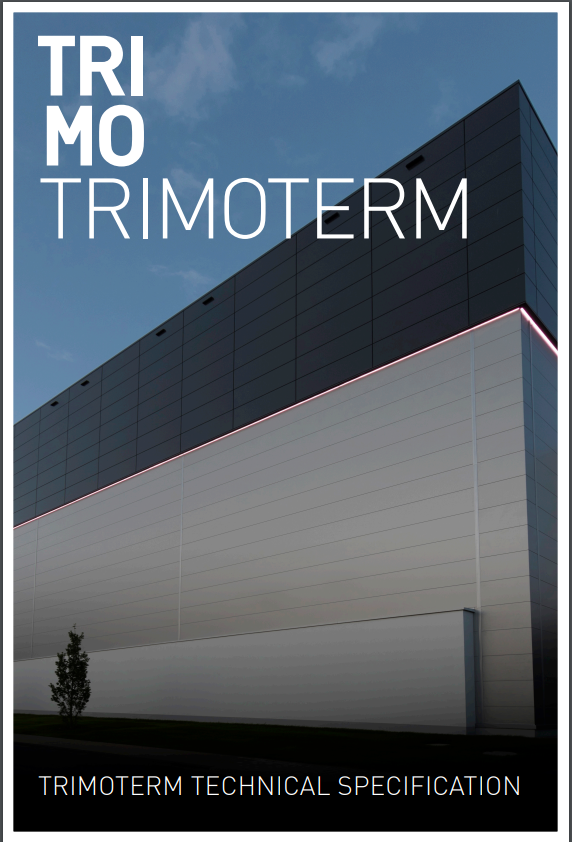 TRI
MO
TRIMOTERM
TRIMOTERM TECHNICAL SPECIFICATION